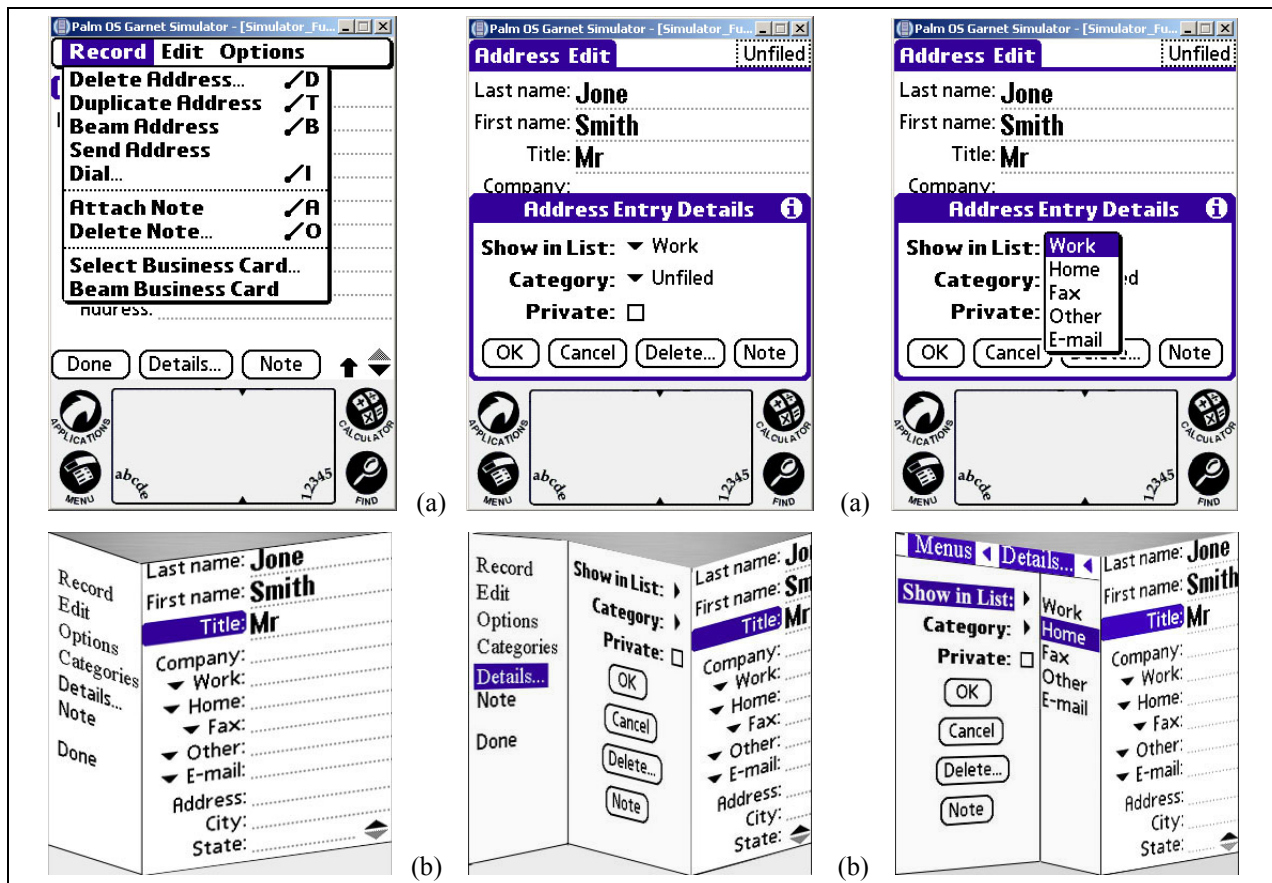 Palm OS Garnet Simulator - [Simulator_Fu...
Record Edit Options
Delete Address... D
Duplicate Address T
Beam Address B
Send Address
Dial... I
Attach Note A
Delete Note... O
Select Business Card...
Beam Business Card
Address:
Done Details... Note
APPLICATIONS
CALCULATOR
MENU
abcde
12345
FIND
(a)
Palm OS Garnet Simulator - [Simulator_Fu...
Address Edit Unfiled
Last name: Jone
First name: Smith
Title: Mr
Company:
Address Entry Details i
Show in List: Work
Category: Unfiled
Private:
OK Cancel Delete... Note
APPLICATIONS
CALCULATOR
MENU
abcde
12345
FIND
(a)
Palm OS Garnet Simulator - [Simulator_Fu...
Address Edit Unfiled
Last name: Jone
First name: Smith
Title: Mr
Company:
Address Entry Details i
Show in List: Work
Home
Category: ed
Fax
Private: Other
E-mail
OK Cancel Note
APPLICATIONS
CALCULATOR
MENU
abcde
12345
FIND
Record
Edit
Options
Categories
Details...
Note
Done
Last name: Jone
First name: Smith
Title: Mr
Company:
Work:
Home:
Fax:
Other:
E-mail:
Address:
City:
State:
(b)
Record
Edit
Options
Categories
Details...
Note
Done
Show in List:
Category:
Private:
OK
Cancel
Delete...
Note
Last name: Jo
First name: Sm
Title: Mr
Company:
Work:
Home:
Fax:
Other:
E-mail:
Address:
City:
State:
(b)
Menus Details...
Show in List:
Category:
Private:
OK
Cancel
Delete...
Note
Work
Home
Fax
Other
E-mail
Last name: Jone
First name: Smith
Title: Mr
Company:
Work:
Home:
Fax:
Other:
E-mail:
Address:
City:
State: